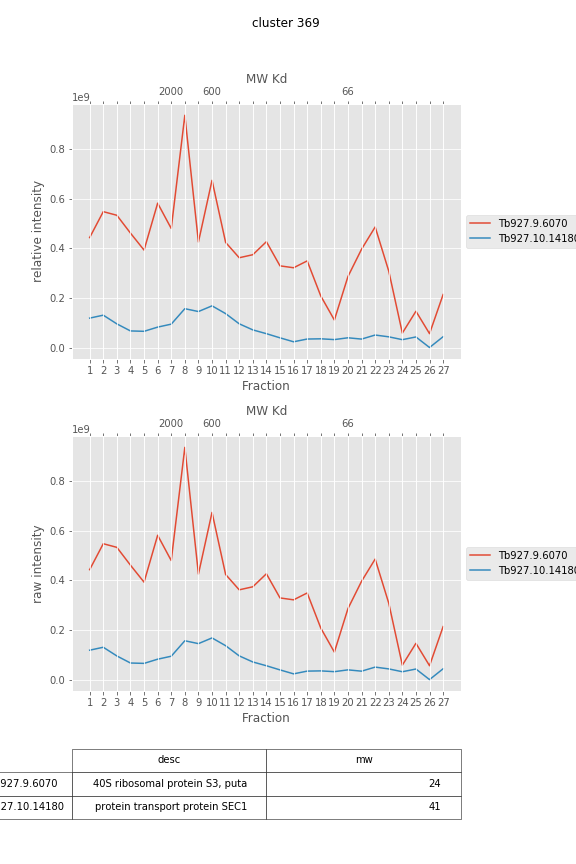 cluster 369
MW Kd
2000 600 66
1e9
0.8
0.6
0.4
0.2
0.0
relative intensity
1 2 3 4 5 6 7 8 9 10 11 12 13 14 15 16 17 18 19 20 21 22 23 24 25 26 27
Fraction
Tb927.9.6070
Tb927.10.14180
MW Kd
2000 600 66
1e9
0.8
0.6
0.4
0.2
0.0
raw intensity
1 2 3 4 5 6 7 8 9 10 11 12 13 14 15 16 17 18 19 20 21 22 23 24 25 26 27
Fraction
Tb927.9.6070
Tb927.10.14180
desc mw
927.9.6070 40S ribosomal protein S3, puta 24
27.10.14180 protein transport protein SEC1 41